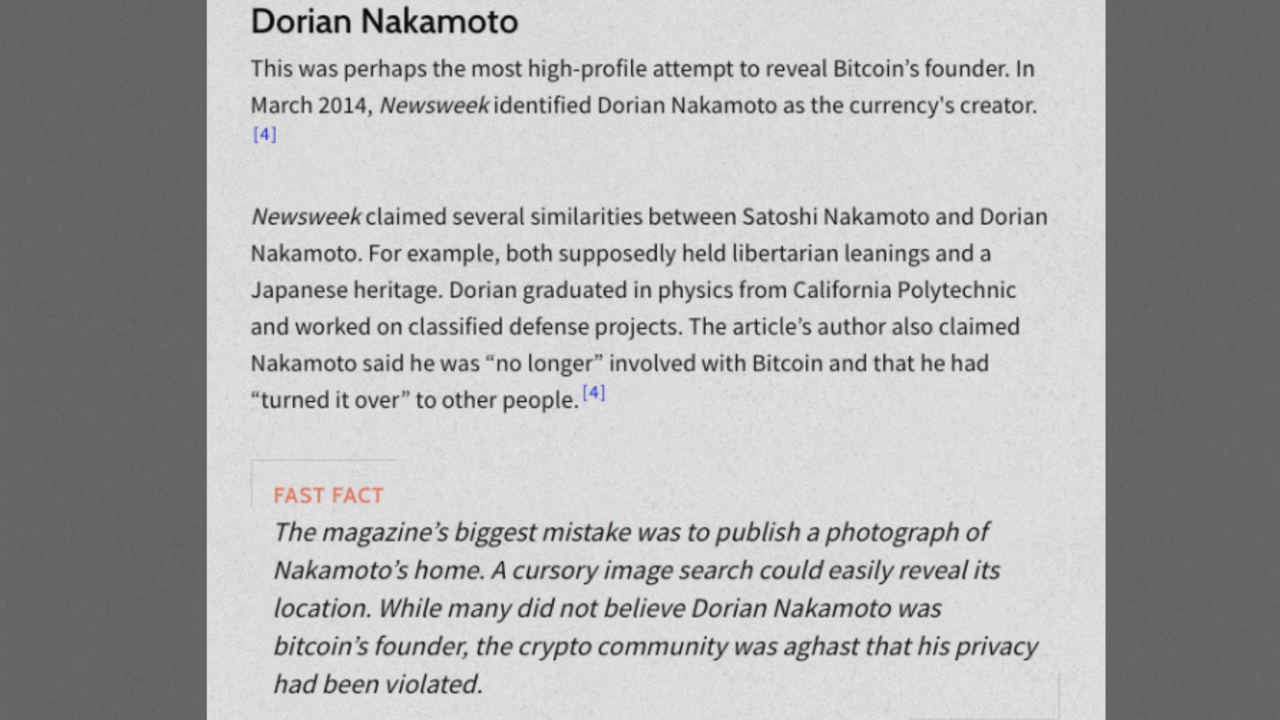 Dorian Nakamoto
This was perhaps the most high-profile attempt to reveal Bitcoin’s founder. In
March 2014, Newsweek identified Dorian Nakamoto as the currency's creator.
[4]
Newsweek claimed several similarities between Satoshi Nakamoto and Dorian
Nakamoto. For example, both supposedly held libertarian leanings and a
Japanese heritage. Dorian graduated in physics from California Polytechnic
and worked on classified defense projects. The article’s author also claimed
Nakamoto said he was “no longer” involved with Bitcoin and that he had
“turned it over” to other people. [4]
FAST FACT
The magazine’s biggest mistake was to publish a photograph of
Nakamoto’s home. A cursory image search could easily reveal its
location. While many did not believe Dorian Nakamoto was
bitcoin’s founder, the crypto community was aghast that his privacy
had been violated.